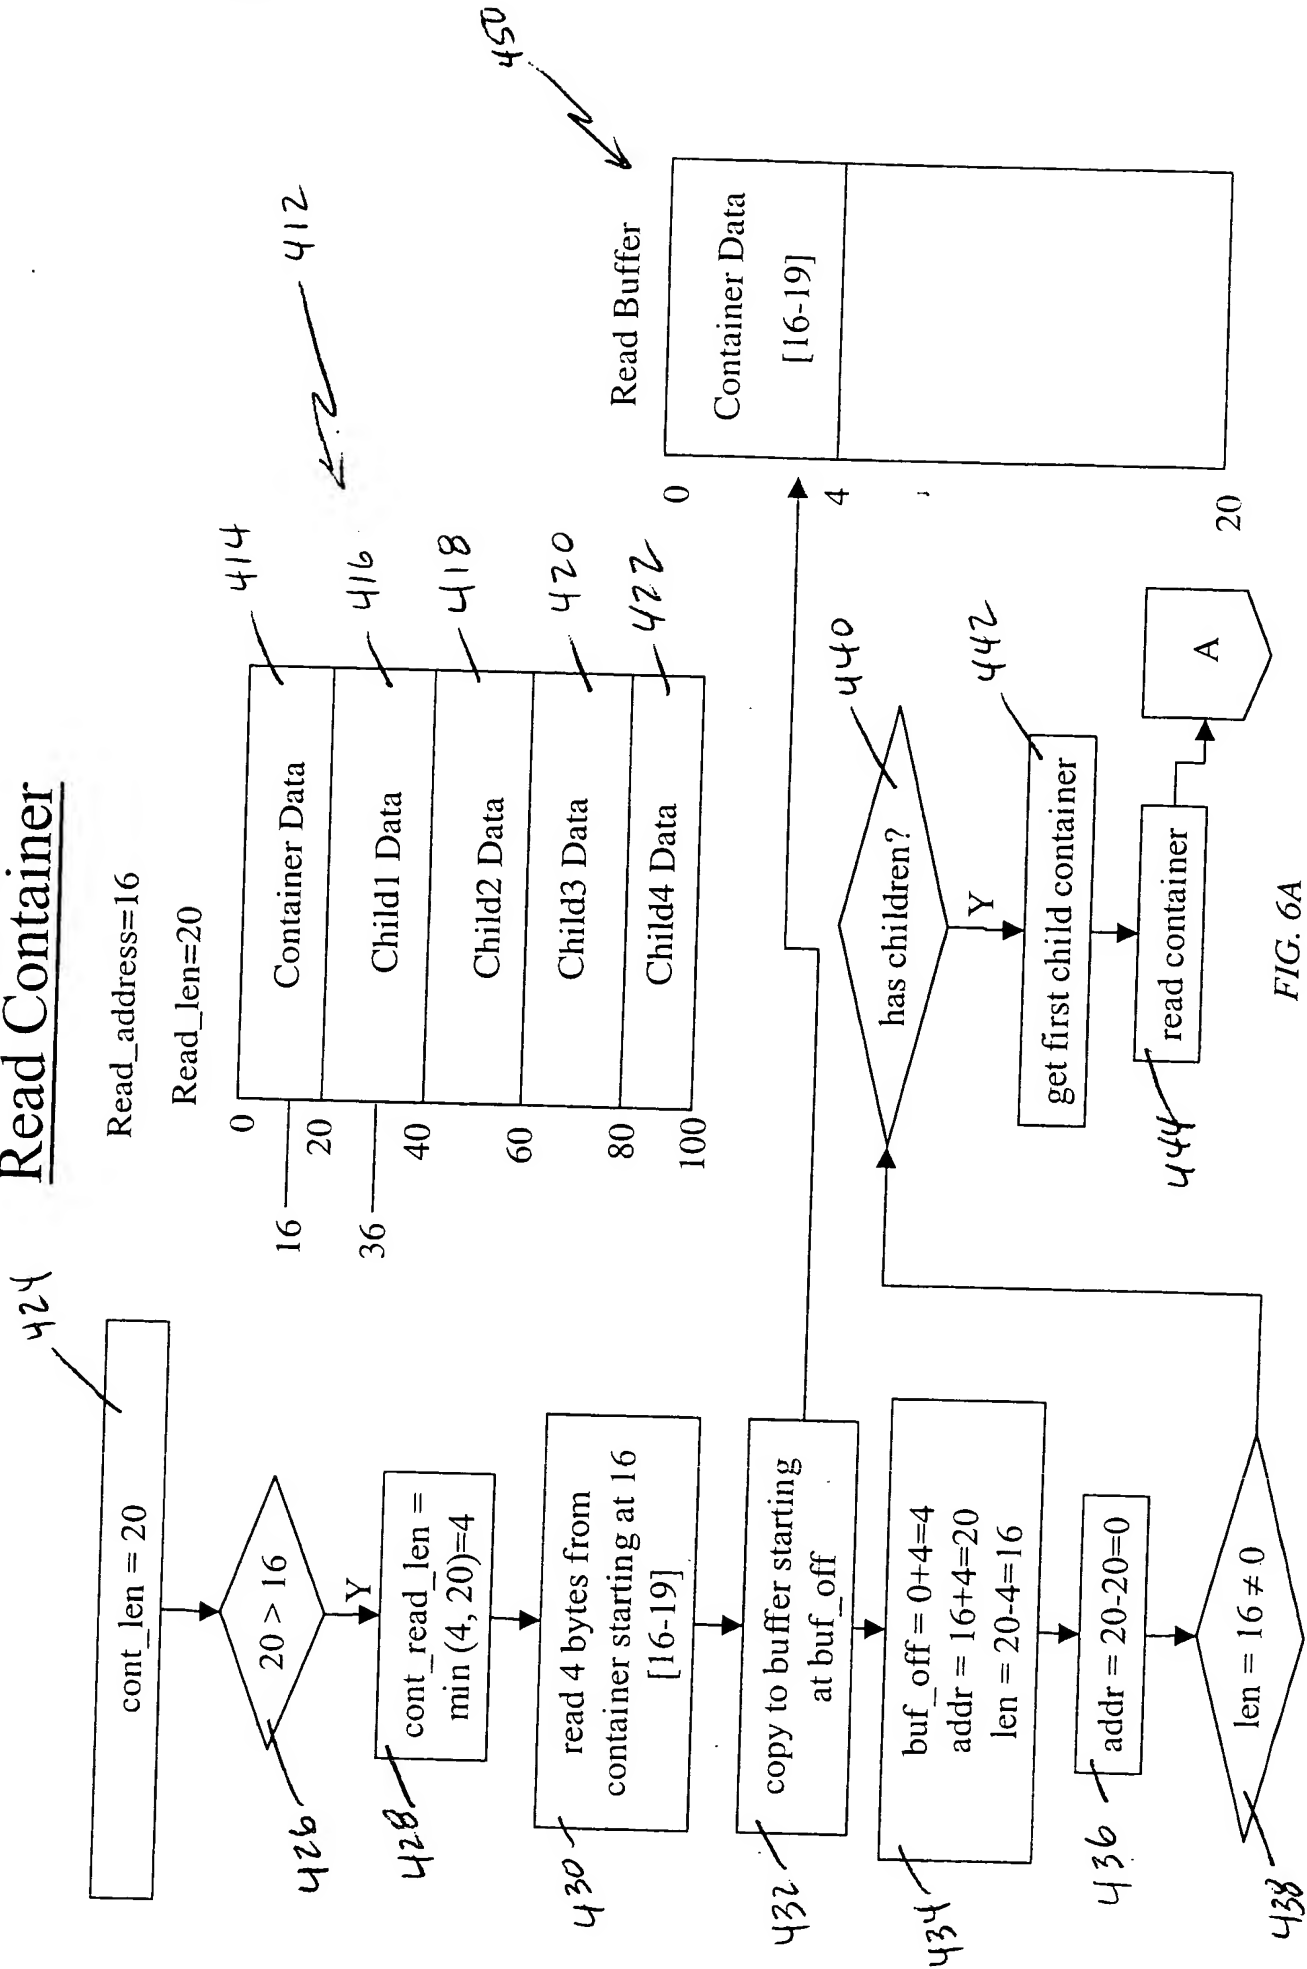 Read Container
424
cont_len = 20
Read_address=16
Read_len=20
426
20 > 16
Y
428
cont_read_len =
min (4, 20)=4
430
read 4 bytes from
container starting at 16
[16-19]
432
copy to buffer starting
at buf_off
434
buf_off = 0+4=4
addr = 16+4=20
len = 20-4=16
436
addr = 20-20=0
438
len = 16 ≠ 0
0
16
20
36
40
60
80
100
Container Data
Child1 Data
Child2 Data
Child3 Data
Child4 Data
414
416
418
420
422
412
450
Read Buffer
0
Container Data
[16-19]
4
20
440
has children?
Y
442
get first child container
444
read container
A
FIG. 6A